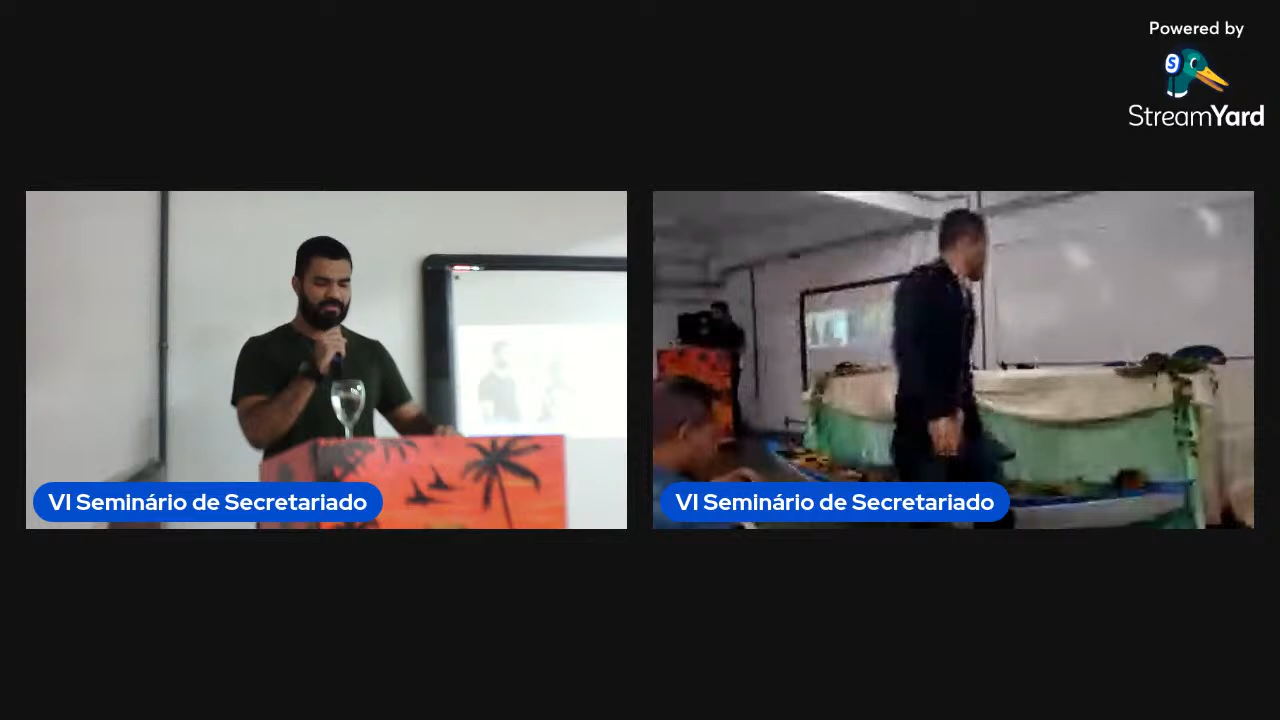 Powered by
S
StreamYard
VI Seminário de Secretariado
VI Seminário de Secretariado